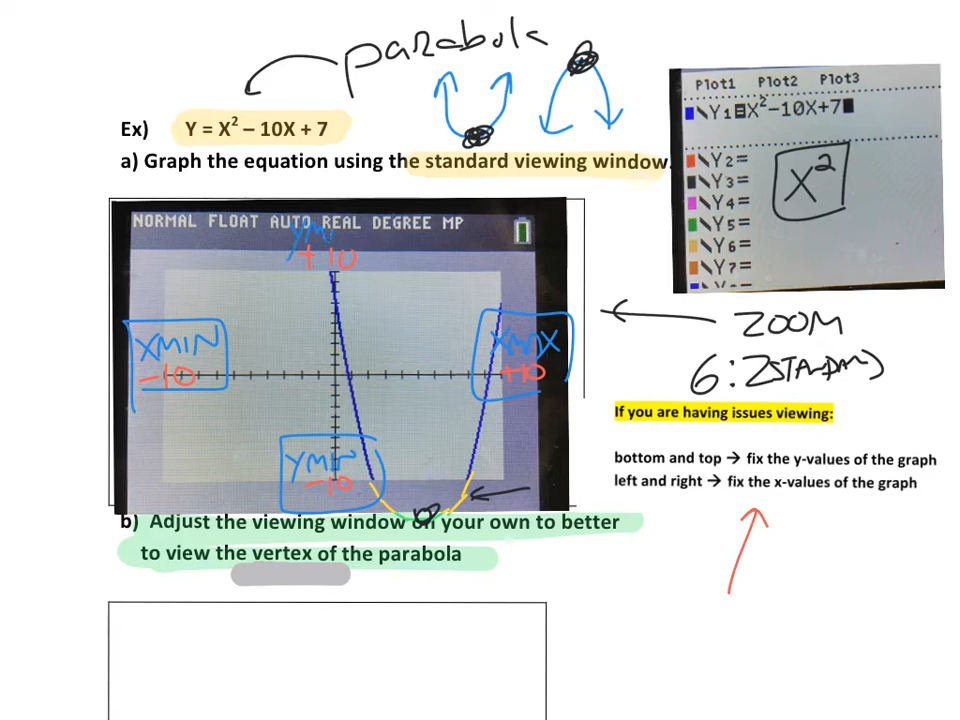 parabola
Ex) Y = X² – 10X + 7
a) Graph the equation using the standard viewing window.
Plot1 Plot2 Plot3
\Y1=X²-10X+7
\Y2=
\Y3=
\Y4=
\Y5=
\Y6=
\Y7=
X²
NORMAL FLOAT AUTO REAL DEGREE MP
+10
XMIN
-10
XMAX
+10
YMIN
-10
ZOOM
6: ZSTANDARD
If you are having issues viewing:
bottom and top → fix the y-values of the graph
left and right → fix the x-values of the graph
b) Adjust the viewing window on your own to better
to view the vertex of the parabola